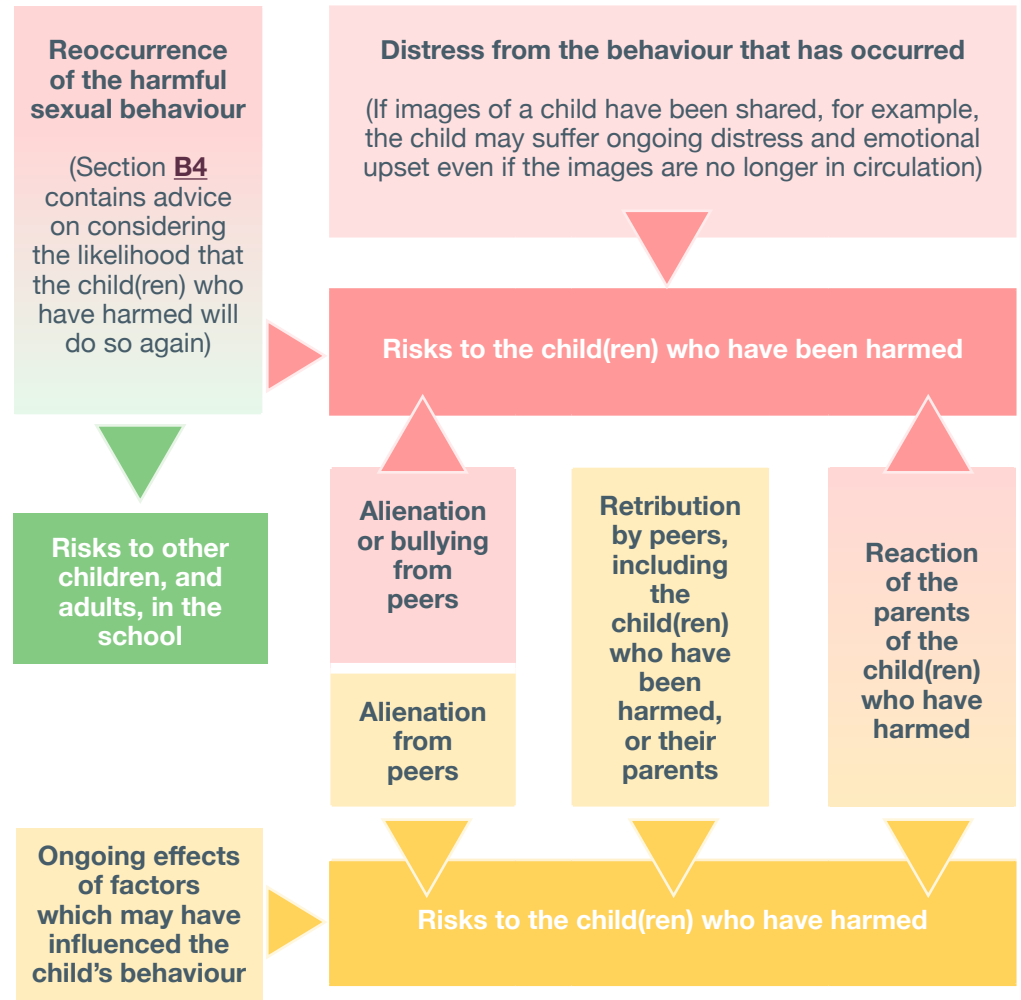 Reoccurrence
of the harmful
sexual behaviour
(Section B4
contains advice
on considering
the likelihood that
the child(ren) who
have harmed will
do so again)
Distress from the behaviour that has occurred
(If images of a child have been shared, for example,
the child may suffer ongoing distress and emotional
upset even if the images are no longer in circulation)
Risks to the child(ren) who have been harmed
Risks to other
children, and
adults, in the
school
Alienation
or bullying
from
peers
Alienation
from
peers
Retribution
by peers,
including
the
child(ren)
who have
been
harmed,
or their
parents
Reaction
of the
parents
of the
child(ren)
who have
harmed
Ongoing effects
of factors
which may have
influenced the
child's behaviour
Risks to the child(ren) who have harmed